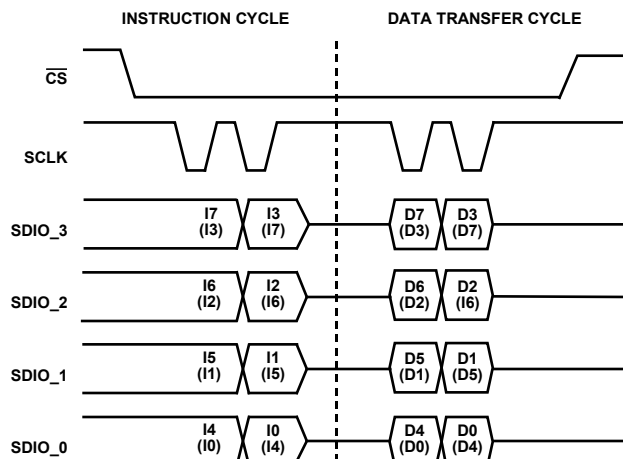 INSTRUCTION CYCLE DATA TRANSFER CYCLE
CS
SCLK
SDIO_3 I7 I3 D7 D3
(I3) (I7) (D3) (D7)
SDIO_2 I6 I2 D6 D2
(I2) (I6) (D2) (I6)
SDIO_1 I5 I1 D5 D1
(I1) (I5) (D1) (D5)
SDIO_0 I4 I0 D4 D0
(I0) (I4) (D0) (D4)